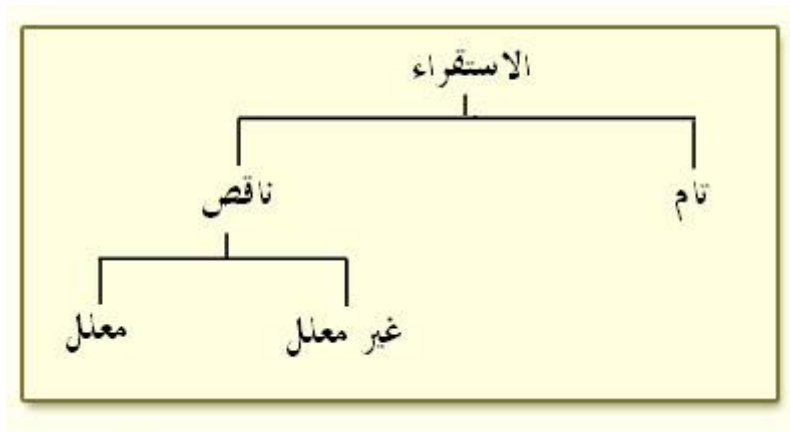 الاستقراء
تام
ناقص
غير معلل
معلل